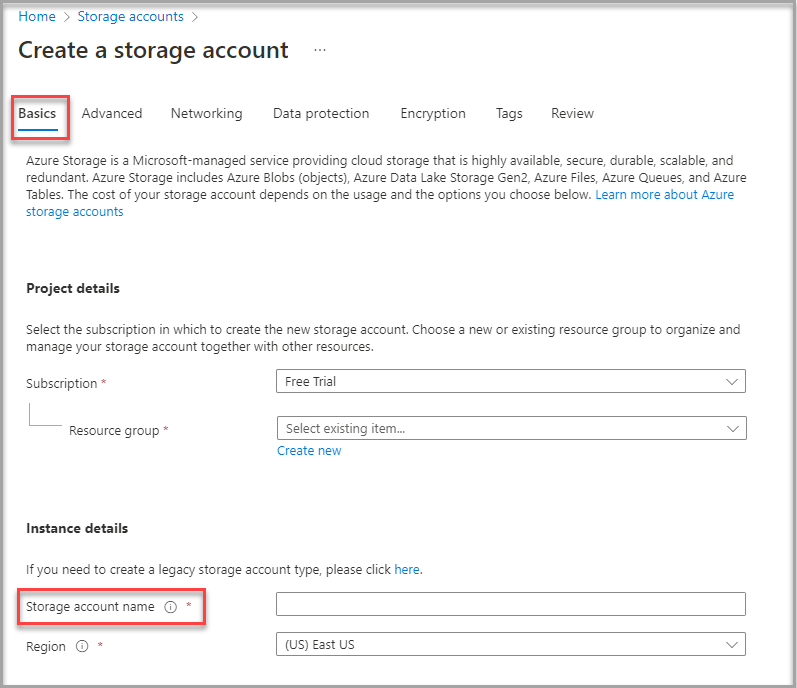 Home > Storage accounts >
Create a storage account ...
Basics Advanced Networking Data protection Encryption Tags Review
Azure Storage is a Microsoft-managed service providing cloud storage that is highly available, secure, durable, scalable, and
redundant. Azure Storage includes Azure Blobs (objects), Azure Data Lake Storage Gen2, Azure Files, Azure Queues, and Azure
Tables. The cost of your storage account depends on the usage and the options you choose below. Learn more about Azure
storage accounts
Project details
Select the subscription in which to create the new storage account. Choose a new or existing resource group to organize and
manage your storage account together with other resources.
Subscription * Free Trial
Resource group * Select existing item...
Create new
Instance details
If you need to create a legacy storage account type, please click here.
Storage account name *
Region * (US) East US